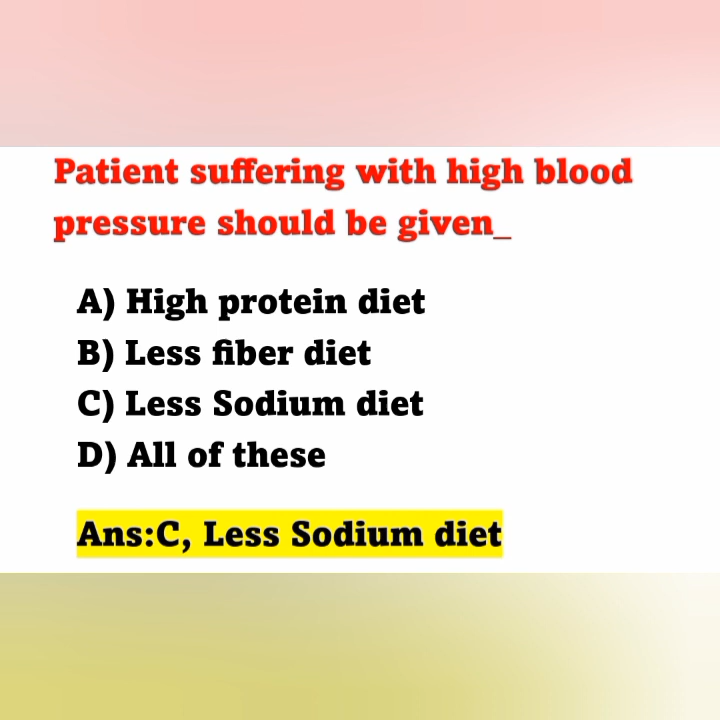 Patient suffering with high blood
pressure should be given_
A) High protein diet
B) Less fiber diet
C) Less Sodium diet
D) All of these
Ans:C, Less Sodium diet